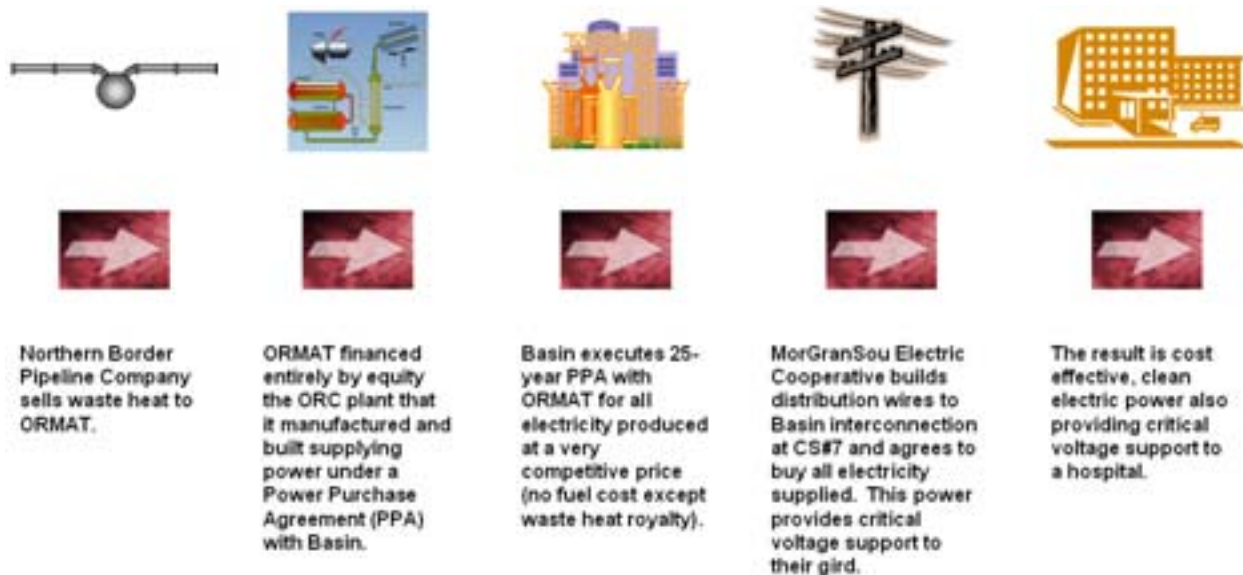 Northern Border
Pipeline Company
sells waste heat to
ORMAT.
ORMAT financed
entirely by equity
the ORC plant that
it manufactured and
built supplying
power under a
Power Purchase
Agreement (PPA)
with Basin.
Basin executes 25-
year PPA with
ORMAT for all
electricity produced
at a very
competitive price
(no fuel cost except
waste heat royalty).
MorGranSou Electric
Cooperative builds
distribution wires to
Basin interconnection
at CS#7 and agrees to
buy all electricity
supplied.  This power
provides critical
voltage support to
their gird.
The result is cost
effective, clean
electric power also
providing critical
voltage support to
a hospital.